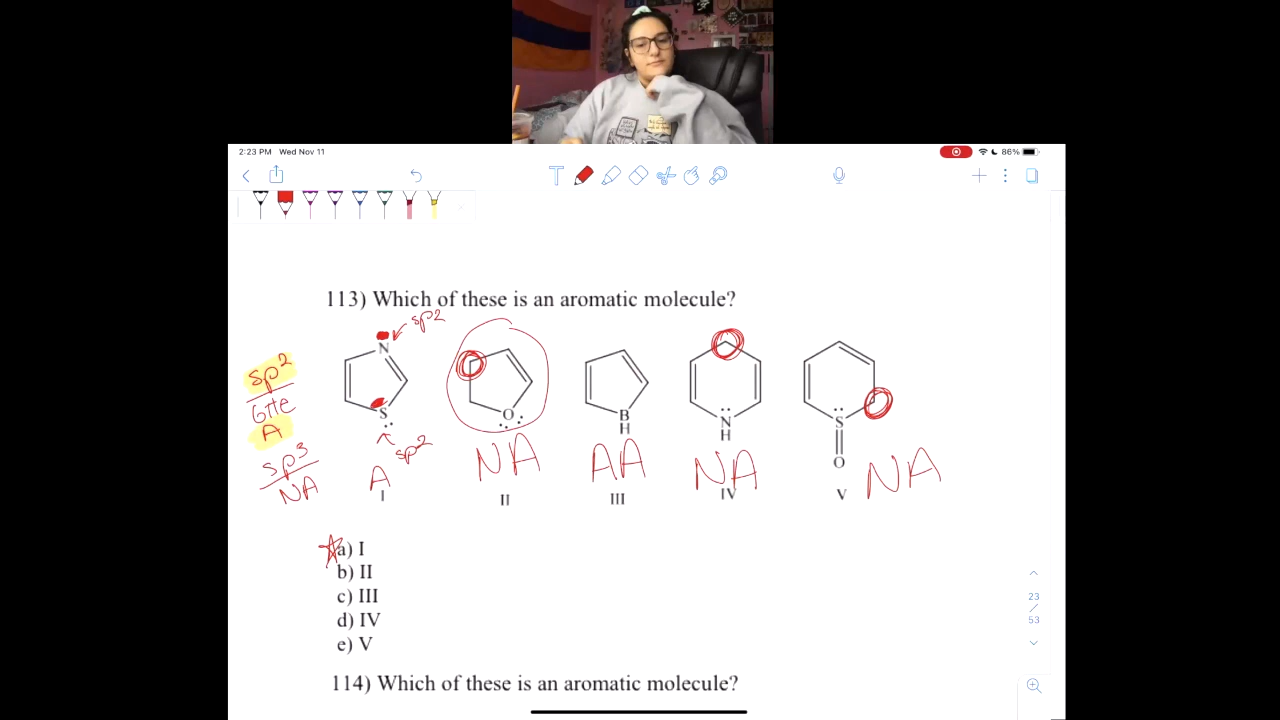 2:23 PM Wed Nov 11
86%
113) Which of these is an aromatic molecule?
sp2
N
S
sp2
A
I
O
NA
II
B
H
AA
III
N
H
NA
IV
S
O
NA
V
sp2
6πe
A
sp3
NA
a) I
b) II
c) III
d) IV
e) V
23
/
53
114) Which of these is an aromatic molecule?